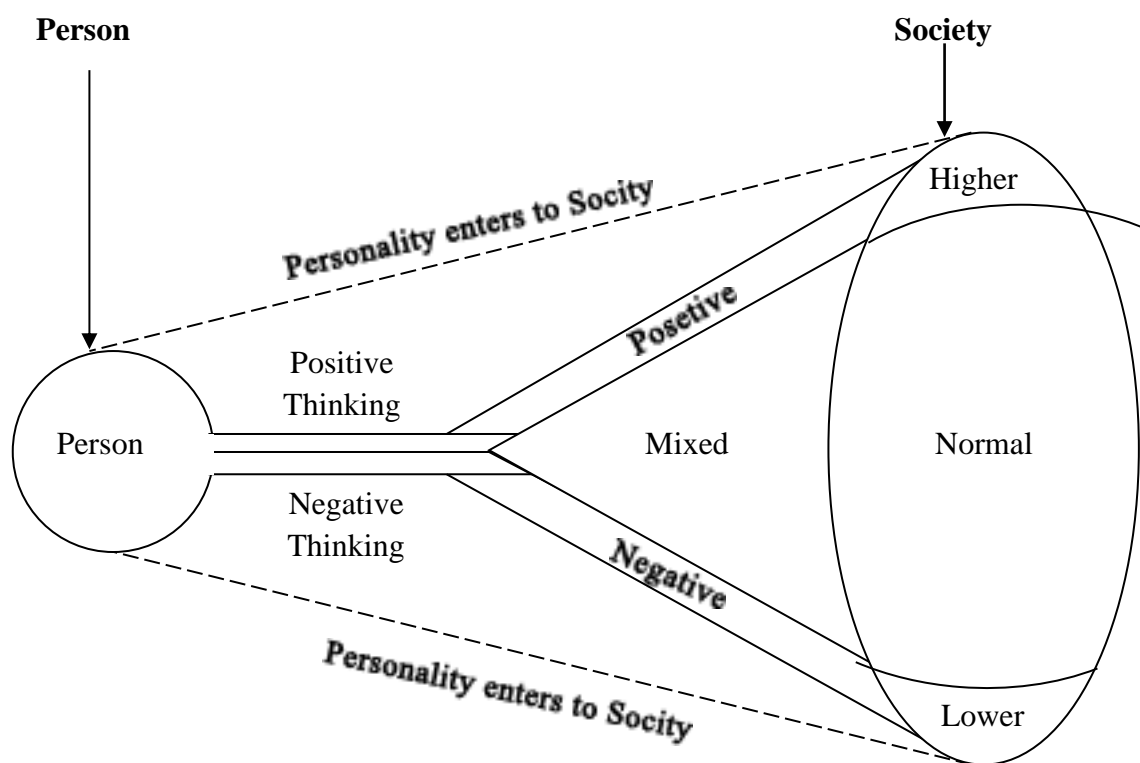 Person
Society
Higher
Personality enters to Socity
Posetive
Positive
Thinking
Person
Mixed
Normal
Negative
Thinking
Negative
Personality enters to Socity
Lower